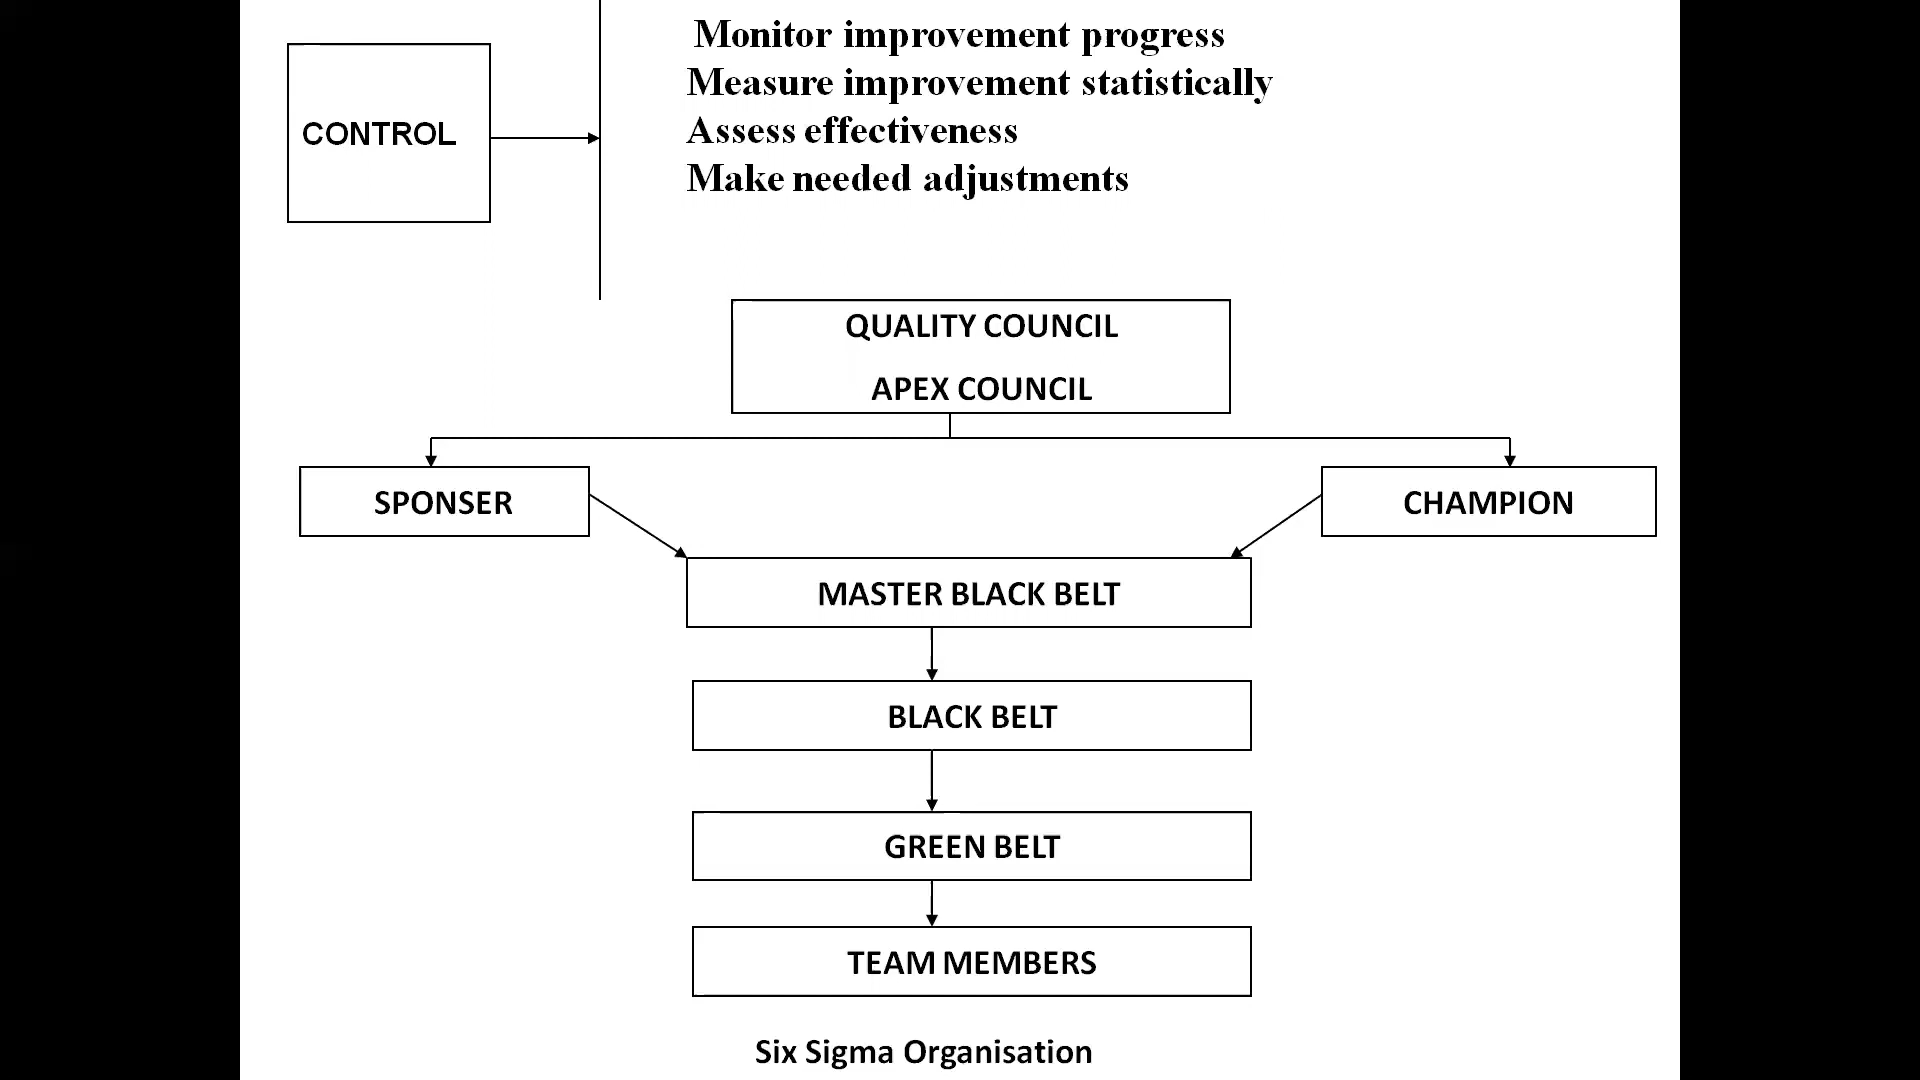 Monitor improvement progress
Measure improvement statistically
CONTROL
Assess effectiveness
Make needed adjustments
QUALITY COUNCIL
APEX COUNCIL
SPONSER
CHAMPION
MASTER BLACK BELT
BLACK BELT
GREEN BELT
TEAM MEMBERS
Six Sigma Organisation